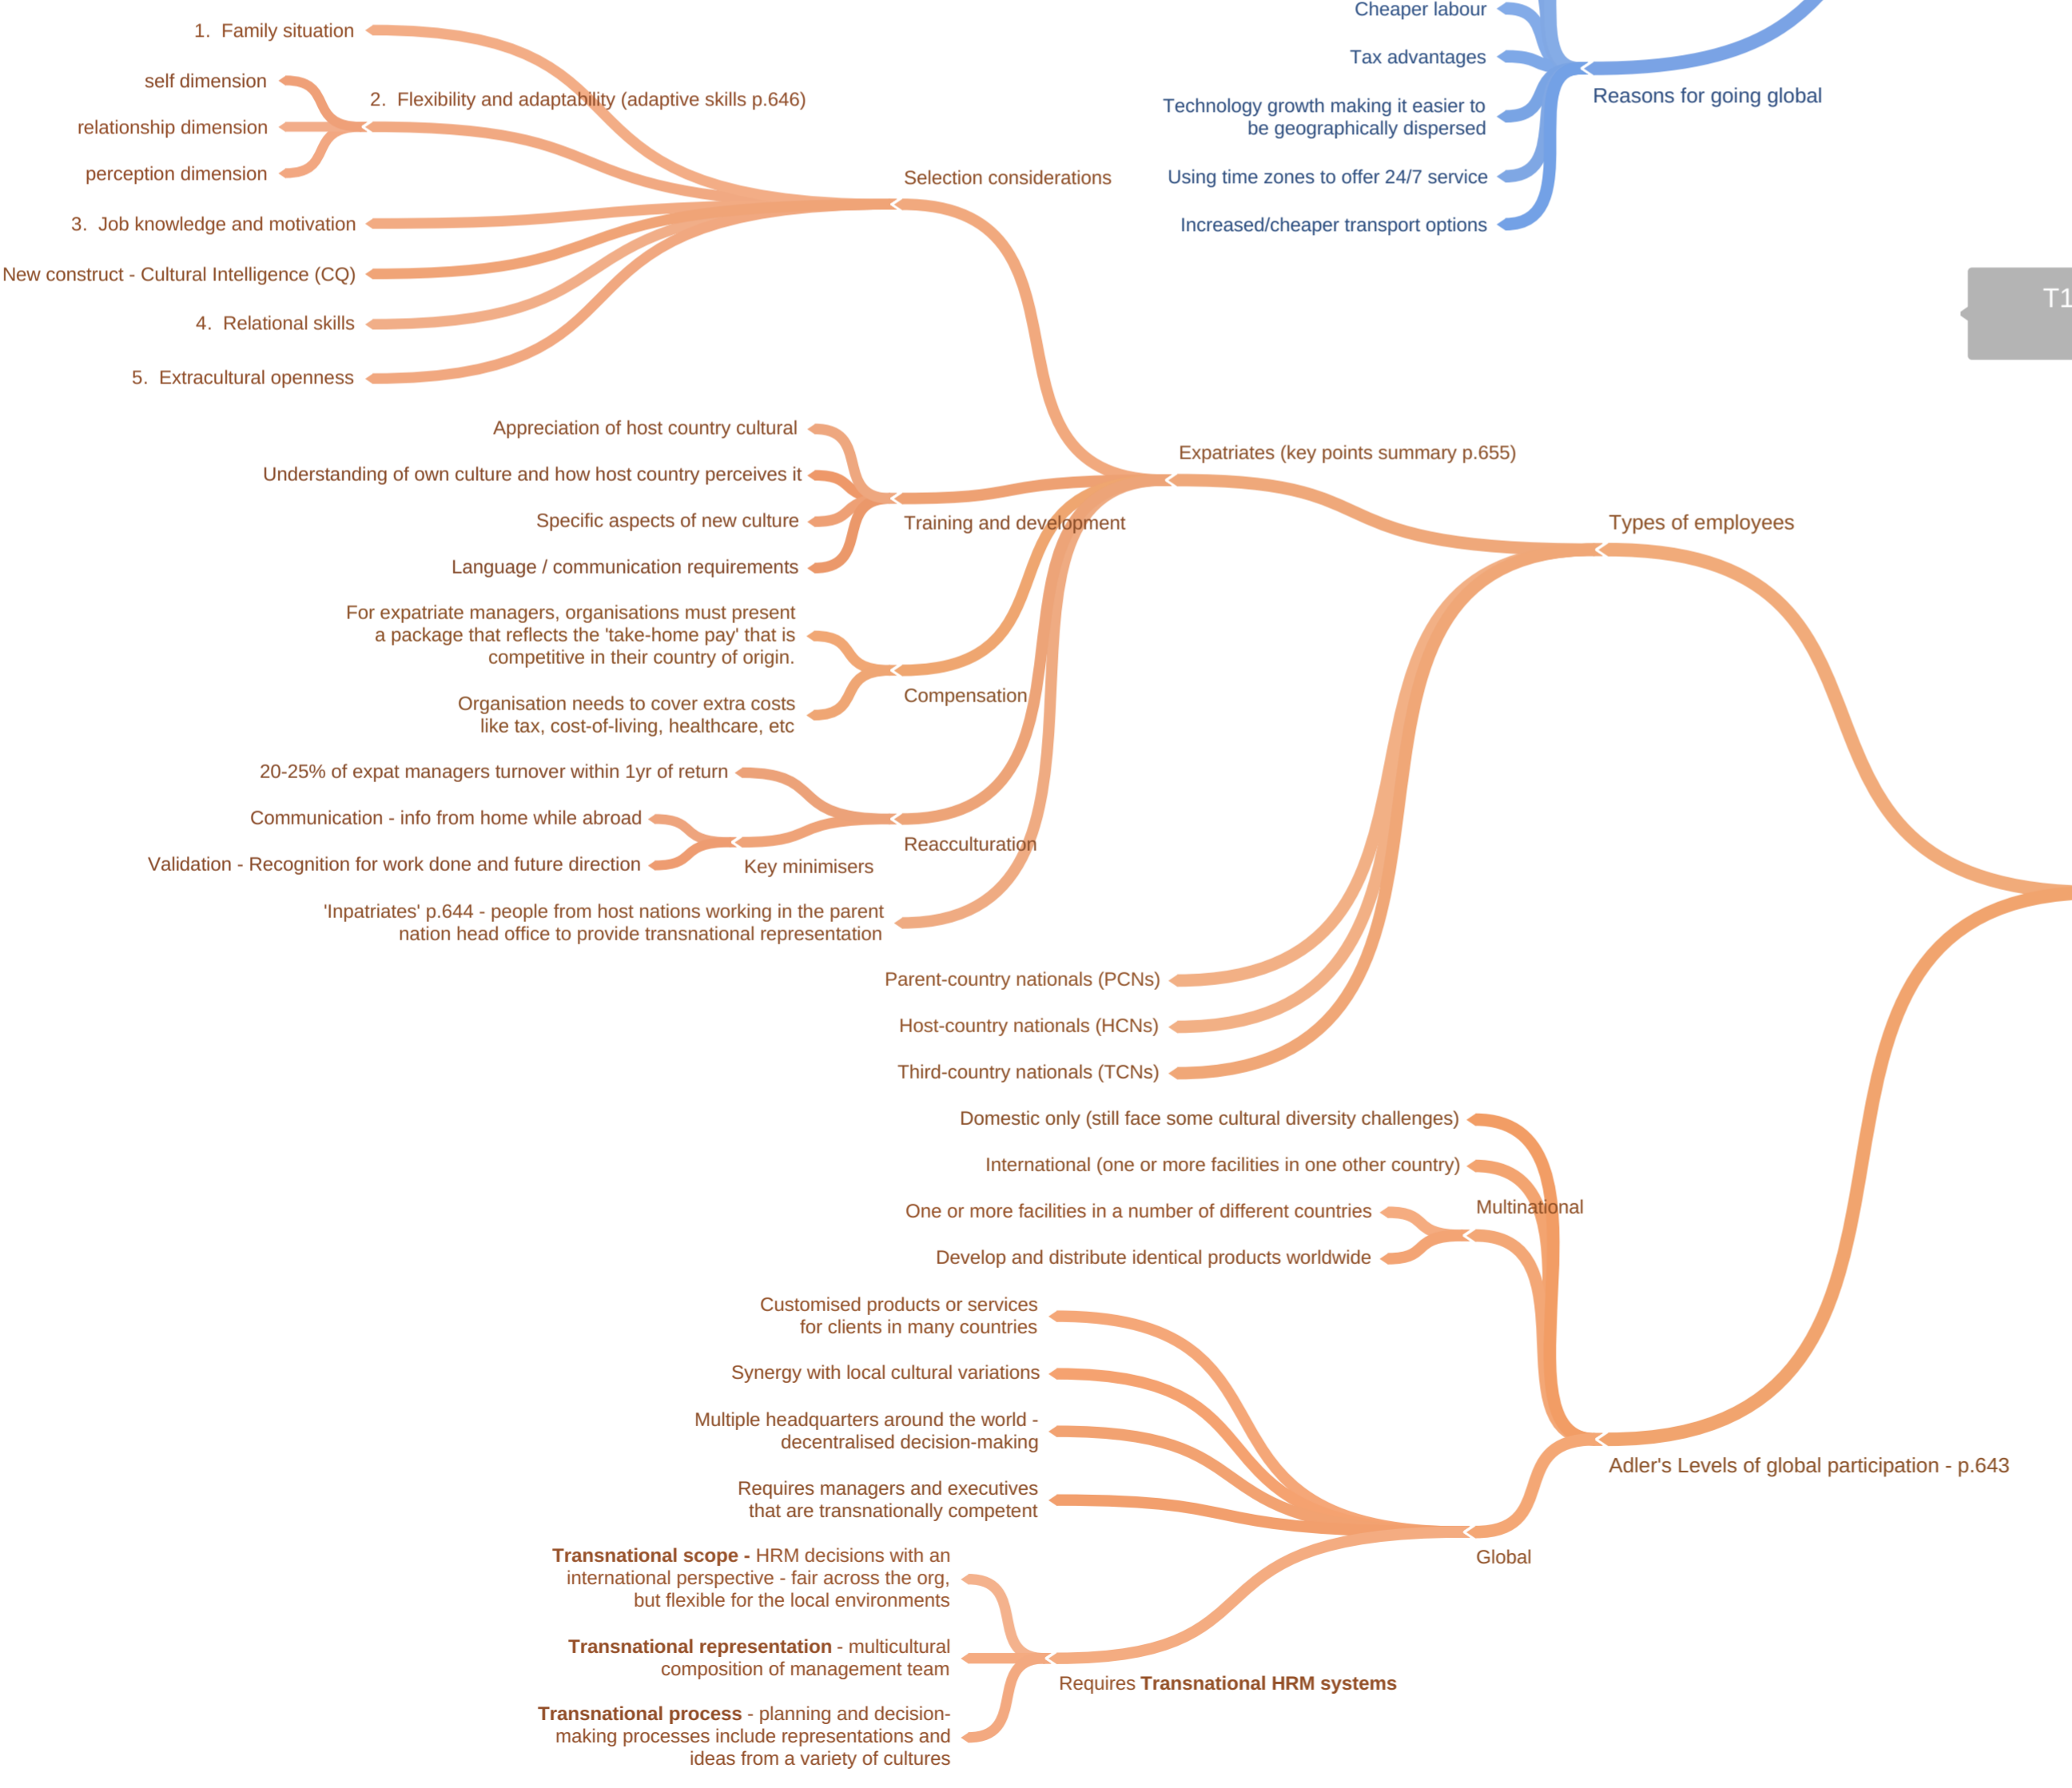 Cheaper labour
Tax advantages
Technology growth making it easier to
be geographically dispersed
Using time zones to offer 24/7 service
Increased/cheaper transport options
Reasons for going global
T1
1. Family situation
self dimension
relationship dimension
perception dimension
2. Flexibility and adaptability (adaptive skills p.646)
3. Job knowledge and motivation
New construct - Cultural Intelligence (CQ)
4. Relational skills
5. Extracultural openness
Selection considerations
Appreciation of host country cultural
Understanding of own culture and how host country perceives it
Specific aspects of new culture
Language / communication requirements
Training and development
For expatriate managers, organisations must present
a package that reflects the 'take-home pay' that is
competitive in their country of origin.
Organisation needs to cover extra costs
like tax, cost-of-living, healthcare, etc
Compensation
20-25% of expat managers turnover within 1yr of return
Communication - info from home while abroad
Validation - Recognition for work done and future direction
Key minimisers
Reacculturation
'Inpatriates' p.644 - people from host nations working in the parent
nation head office to provide transnational representation
Expatriates (key points summary p.655)
Parent-country nationals (PCNs)
Host-country nationals (HCNs)
Third-country nationals (TCNs)
Types of employees
Domestic only (still face some cultural diversity challenges)
International (one or more facilities in one other country)
One or more facilities in a number of different countries
Develop and distribute identical products worldwide
Multinational
Customised products or services
for clients in many countries
Synergy with local cultural variations
Multiple headquarters around the world -
decentralised decision-making
Requires managers and executives
that are transnationally competent
Transnational scope - HRM decisions with an
international perspective - fair across the org,
but flexible for the local environments
Transnational representation - multicultural
composition of management team
Transnational process - planning and decision-
making processes include representations and
ideas from a variety of cultures
Requires Transnational HRM systems
Global
Adler's Levels of global participation - p.643